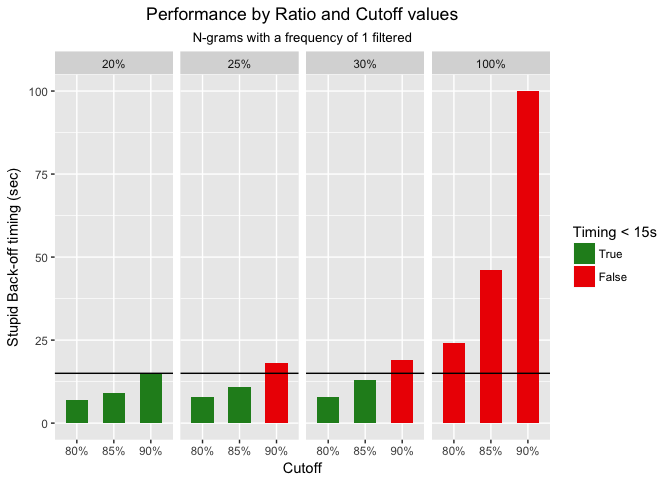 Performance by Ratio and Cutoff values
N-grams with a frequency of 1 filtered
20% 25% 30% 100%
Stupid Back-off timing (sec)
100
75
50
25
0
80% 85% 90% 80% 85% 90% 80% 85% 90% 80% 85% 90%
Cutoff
Timing < 15s
True
False